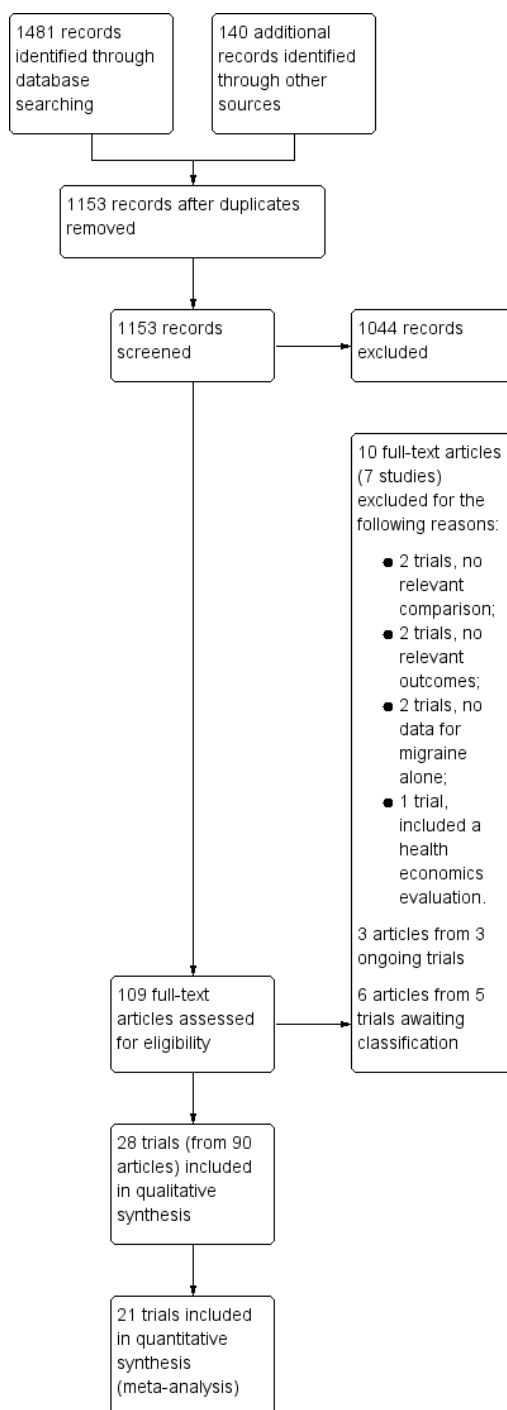 1481 records
identified through
database
searching
140 additional
records identified
through other
sources
1153 records after duplicates
removed
1153 records
screened
1044 records
excluded
10 full-text articles
(7 studies)
excluded for the
following reasons:
● 2 trials, no
relevant
comparison;
● 2 trials, no
relevant
outcomes;
● 2 trials, no
data for
migraine
alone;
● 1 trial,
included a
health
economics
evaluation.
3 articles from 3
ongoing trials
6 articles from 5
trials awaiting
classification
109 full-text
articles assessed
for eligibility
28 trials (from 90
articles) included
in qualitative
synthesis
21 trials included
in quantitative
synthesis
(meta-analysis)